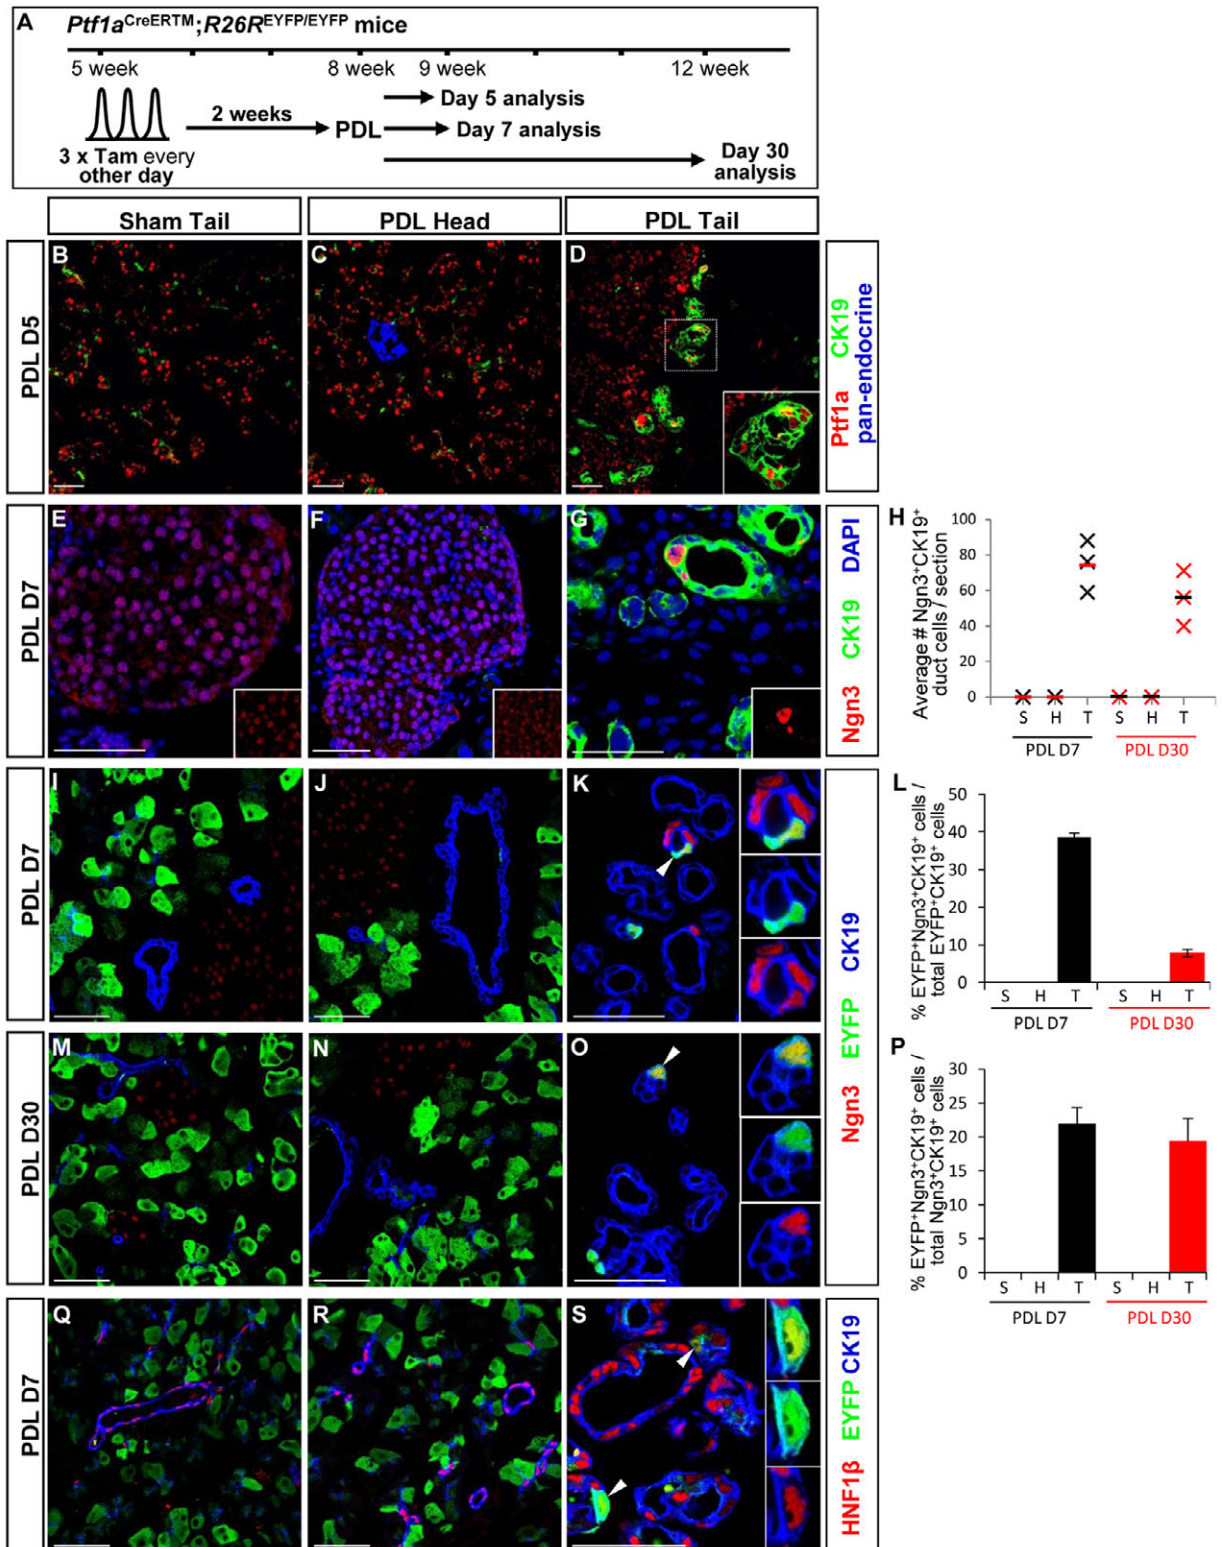 A
Ptf1aCreERTM;R26REYFP/EYFP mice
5 week
8 week
9 week
12 week
2 weeks
PDL
Day 5 analysis
Day 7 analysis
Day 30
analysis
3 x Tam every
other day
Sham Tail
PDL Head
PDL Tail
PDL D5
B
C
D
Ptf1a CK19
pan-endocrine
PDL D7
E
F
G
Ngn3 CK19 DAPI
H
Average # Ngn3+CK19+
duct cells / section
100
80
60
40
20
0
S H T S H T
PDL D7
PDL D30
PDL D7
I
J
K
Ngn3 EYFP CK19
L
% EYFP+Ngn3+CK19+ cells /
total EYFP+CK19+ cells
50
40
30
20
10
0
S H T S H T
PDL D7
PDL D30
PDL D30
M
N
O
P
% EYFP+Ngn3+CK19+ cells /
total Ngn3+CK19+ cells
30
25
20
15
10
5
0
S H T S H T
PDL D7
PDL D30
PDL D7
Q
R
S
HNF1β EYFP CK19